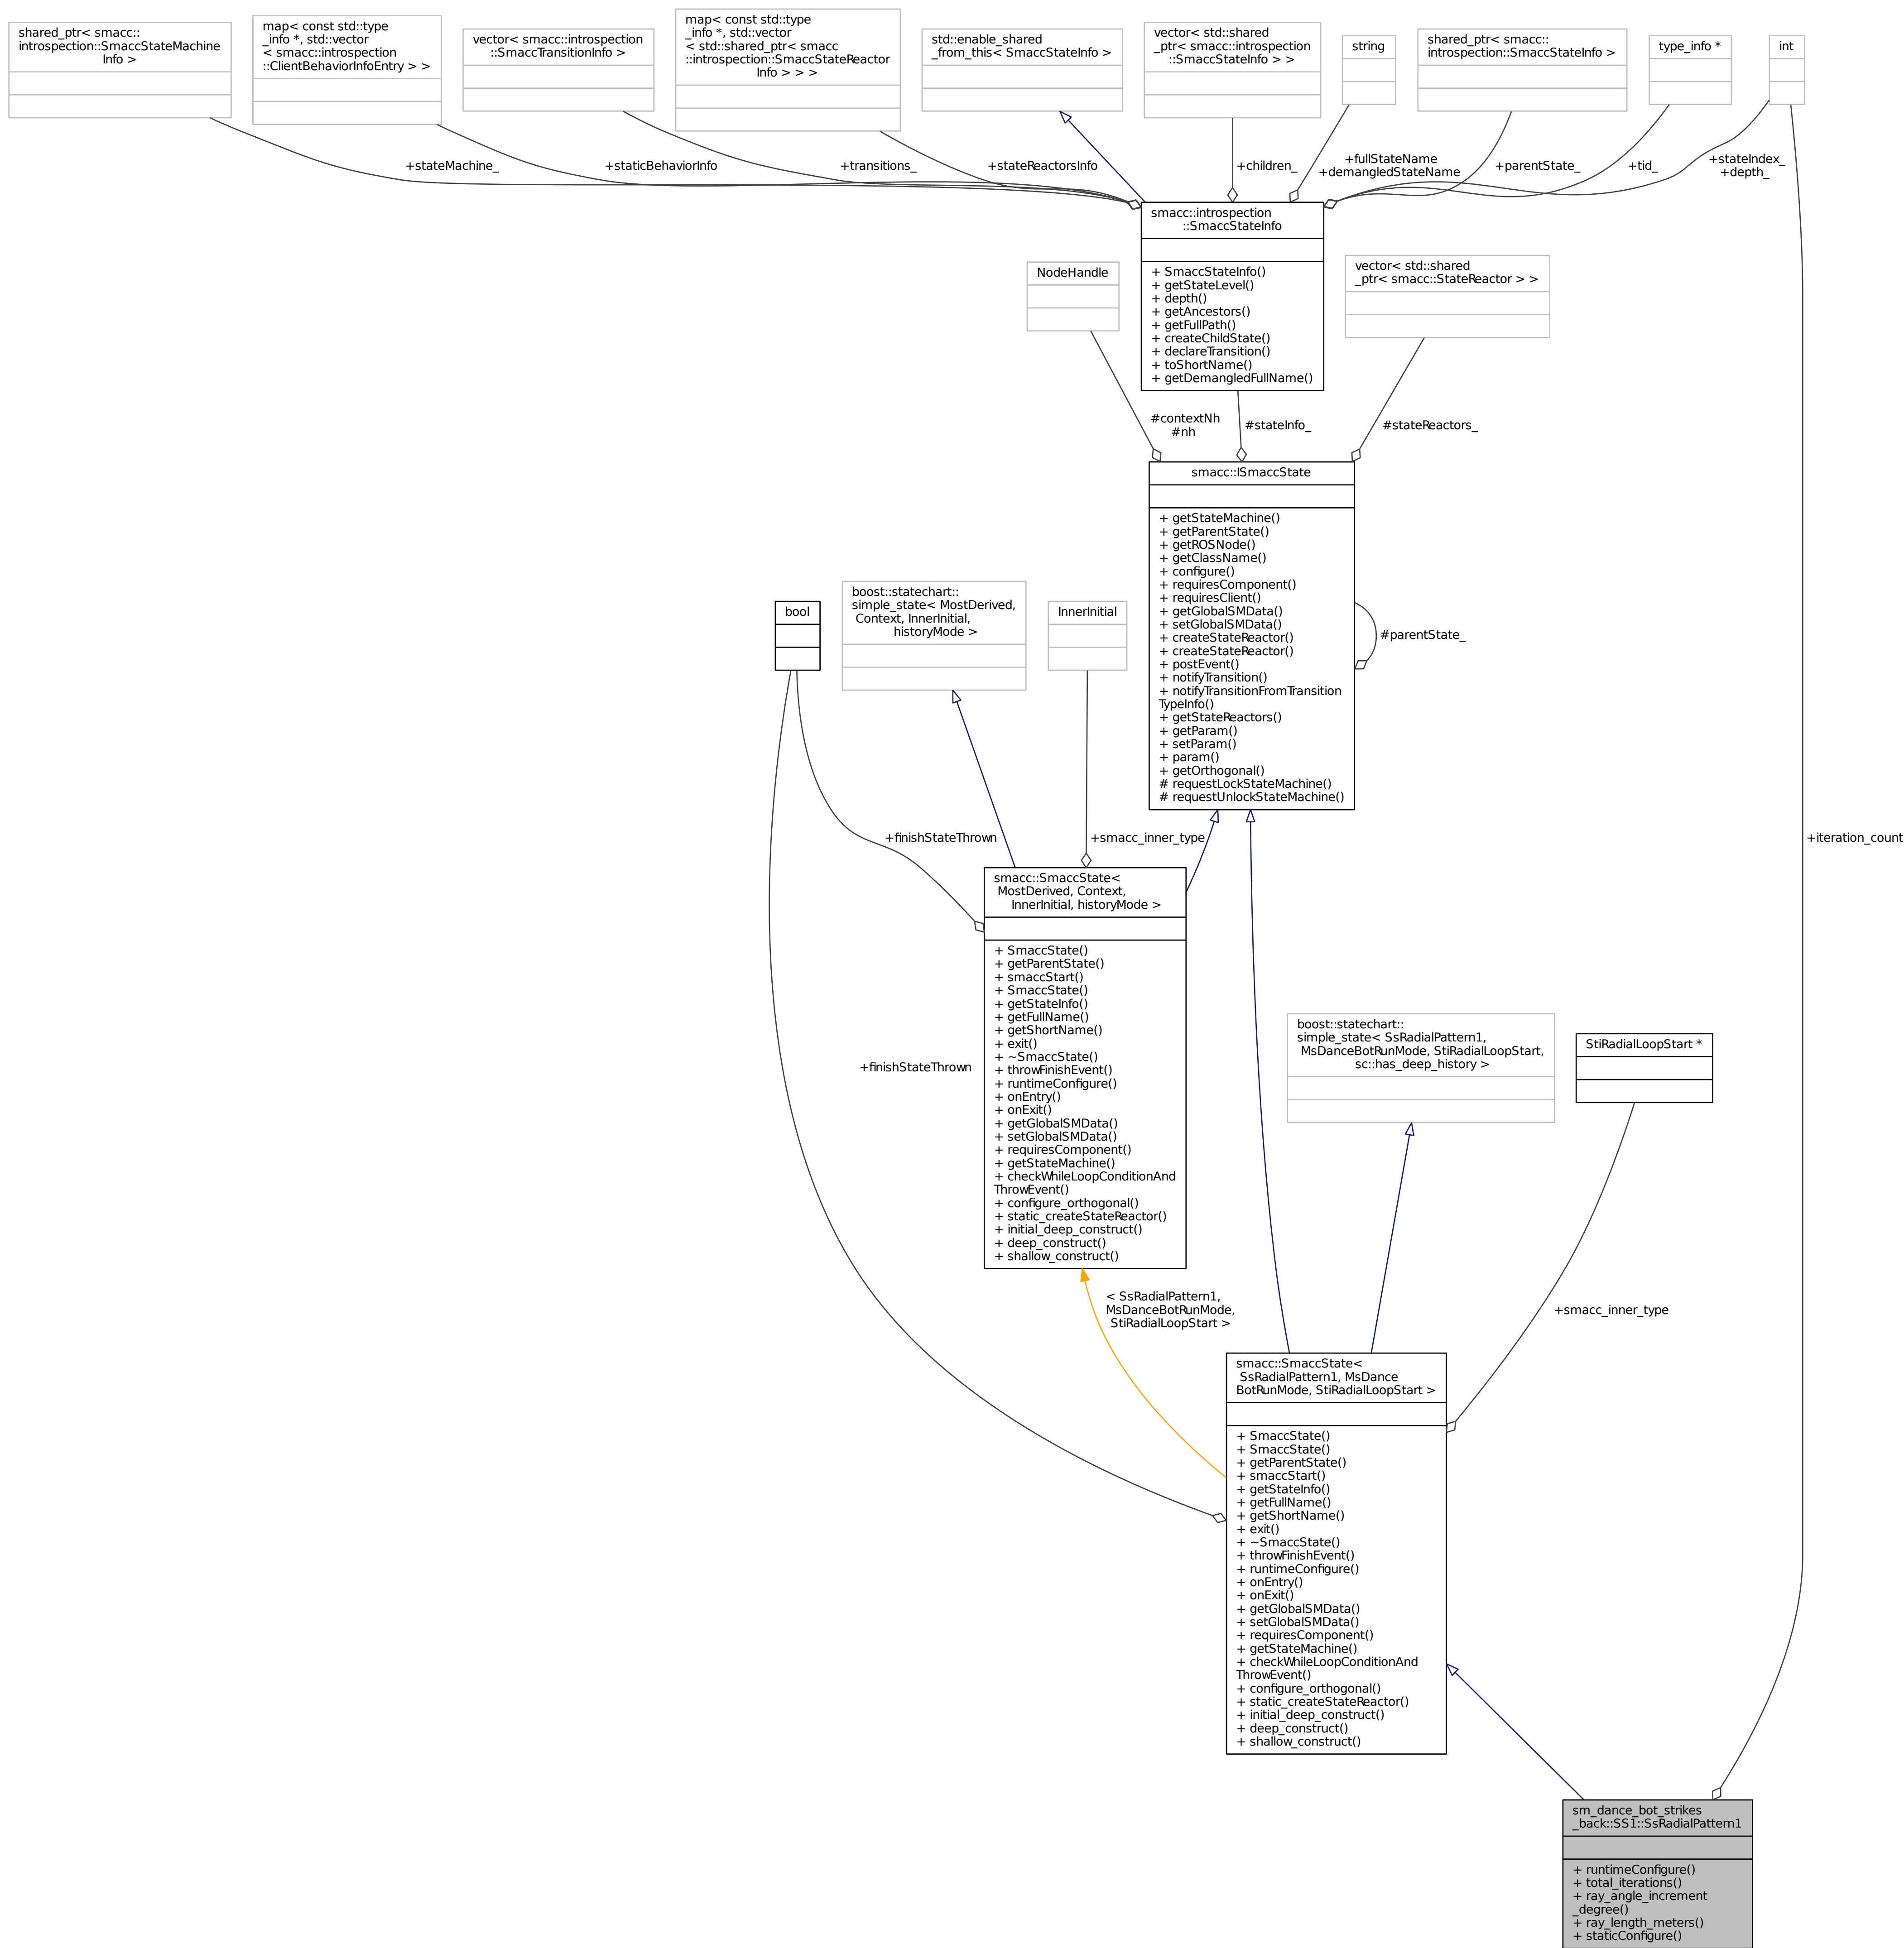 shared_ptr< smacc::
introspection::SmaccStateMachine
Info >
map< const std::type
_info *, std::vector
< smacc::introspection
::ClientBehaviorInfoEntry > >
vector< smacc::introspection
::SmaccTransitionInfo >
map< const std::type
_info *, std::vector
< std::shared_ptr< smacc
::introspection::SmaccStateReactor
Info > > >
std::enable_shared
_from_this< SmaccStateInfo >
vector< std::shared
_ptr< smacc::introspection
::SmaccStateInfo > >
string
shared_ptr< smacc::
introspection::SmaccStateInfo >
type_info *
int
+stateMachine_
+staticBehaviorInfo
+transitions_
+stateReactorsInfo
+children_
+fullStateName
+demangledStateName
+parentState_
+tid_
+stateIndex_
+depth_
smacc::introspection
::SmaccStateInfo
+ SmaccStateInfo()
+ getStateLevel()
+ depth()
+ getAncestors()
+ getFullPath()
+ createChildState()
+ declareTransition()
+ toShortName()
+ getDemangledFullName()
NodeHandle
vector< std::shared
_ptr< smacc::StateReactor > >
#contextNh
#nh
#stateInfo_
#stateReactors_
smacc::ISmaccState
+ getStateMachine()
+ getParentState()
+ getROSNode()
+ getClassName()
+ configure()
+ requiresComponent()
+ requiresClient()
+ getGlobalSMData()
+ setGlobalSMData()
+ createStateReactor()
+ createStateReactor()
+ postEvent()
+ notifyTransition()
+ notifyTransitionFromTransition
TypeInfo()
+ getStateReactors()
+ getParam()
+ setParam()
+ param()
+ getOrthogonal()
# requestLockStateMachine()
# requestUnlockStateMachine()
#parentState_
bool
boost::statechart::
simple_state< MostDerived,
Context, InnerInitial,
historyMode >
InnerInitial
+finishStateThrown
+smacc_inner_type
+iteration_count
smacc::SmaccState<
MostDerived, Context,
InnerInitial, historyMode >
+ SmaccState()
+ getParentState()
+ smaccStart()
+ SmaccState()
+ getStateInfo()
+ getFullName()
+ getShortName()
+ exit()
+ ~SmaccState()
+ throwFinishEvent()
+ runtimeConfigure()
+ onEntry()
+ onExit()
+ getGlobalSMData()
+ setGlobalSMData()
+ requiresComponent()
+ getStateMachine()
+ checkWhileLoopConditionAnd
ThrowEvent()
+ configure_orthogonal()
+ static_createStateReactor()
+ initial_deep_construct()
+ deep_construct()
+ shallow_construct()
+finishStateThrown
boost::statechart::
simple_state< SsRadialPattern1,
MsDanceBotRunMode, StiRadialLoopStart,
sc::has_deep_history >
StiRadialLoopStart *
< SsRadialPattern1,
MsDanceBotRunMode,
StiRadialLoopStart >
+smacc_inner_type
smacc::SmaccState<
SsRadialPattern1, MsDance
BotRunMode, StiRadialLoopStart >
+ SmaccState()
+ SmaccState()
+ getParentState()
+ smaccStart()
+ getStateInfo()
+ getFullName()
+ getShortName()
+ exit()
+ ~SmaccState()
+ throwFinishEvent()
+ runtimeConfigure()
+ onEntry()
+ onExit()
+ getGlobalSMData()
+ setGlobalSMData()
+ requiresComponent()
+ getStateMachine()
+ checkWhileLoopConditionAnd
ThrowEvent()
+ configure_orthogonal()
+ static_createStateReactor()
+ initial_deep_construct()
+ deep_construct()
+ shallow_construct()
sm_dance_bot_strikes
_back::SS1::SsRadialPattern1
+ runtimeConfigure()
+ total_iterations()
+ ray_angle_increment
_degree()
+ ray_length_meters()
+ staticConfigure()